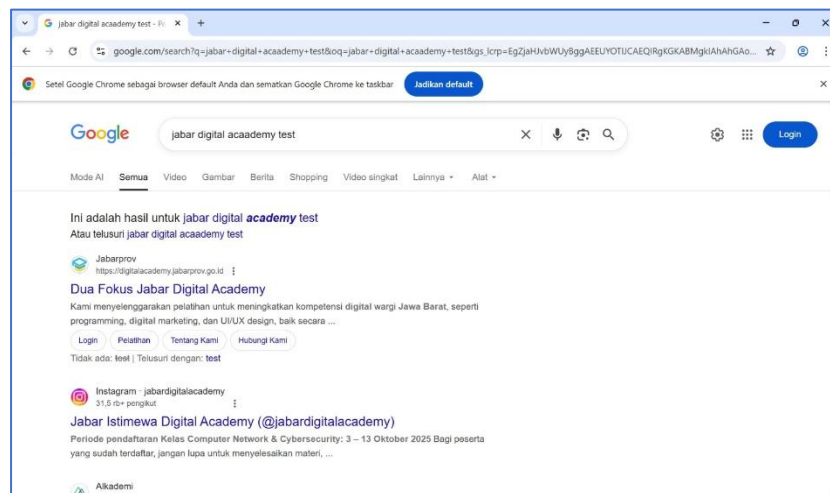 jabar digital acaademy test -
google.com/search?q=jabar+digital+acaademy+test&oq=jabar+digital+acaademy+test&gs_lcrp=
Setel Google Chrome sebagai browser default Anda dan sematkan Google Chrome ke taskbar Jadikan default
Google jabar digital acaademy test Login
Mode AI Semua Video Gambar Berita Shopping Video singkat Lainnya Alat
Ini adalah hasil untuk jabar digital academy test
Atau telusuri jabar digital acaademy test
Jabarprov
https://digitalacademy.jabarprov.go.id
Dua Fokus Jabar Digital Academy
Kami menyelenggarakan pelatihan untuk meningkatkan kompetensi digital wargi Jawa Barat, seperti
programming, digital marketing, dan UI/UX design, baik secara ...
Login Pelatihan Tentang Kami Hubungi Kami
Tidak ada: test | Telusuri dengan: test
Instagram · jabardigitalacademy
31,5 rb+ pengikut
Jabar Istimewa Digital Academy (@jabardigitalacademy)
Periode pendaftaran Kelas Computer Network & Cybersecurity: 3 – 13 Oktober 2025 Bagi peserta
yang sudah terdaftar, jangan lupa untuk menyelesaikan materi, ...
Alkademi